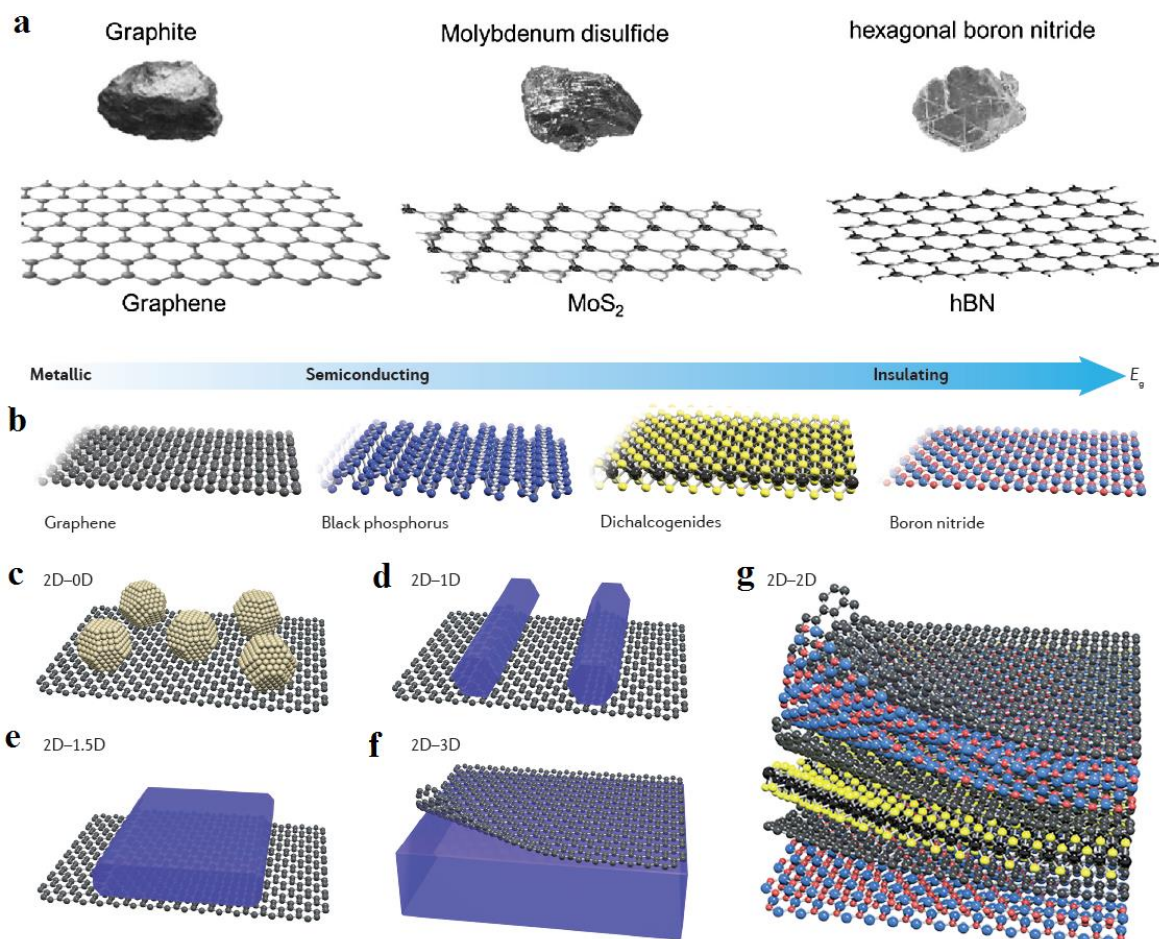 a
Graphite
Molybdenum disulfide
hexagonal boron nitride
Graphene
MoS₂
hBN
Metallic
Semiconducting
Insulating
E_g
b
Graphene
Black phosphorus
Dichalcogenides
Boron nitride
c
2D–0D
d
2D–1D
g
2D–2D
e
2D–1.5D
f
2D–3D